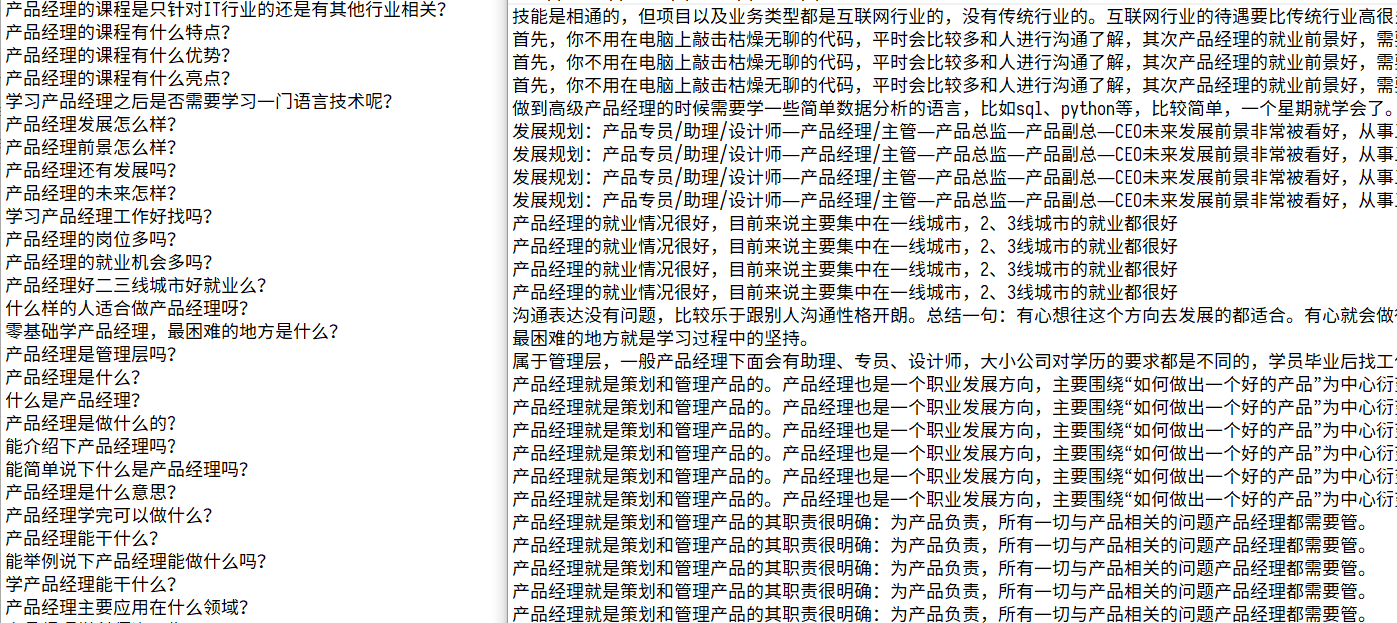 产品经理的课程是只针对IT行业的还是有其他行业相关？
产品经理的课程有什么特点？
产品经理的课程有什么优势？
产品经理的课程有什么亮点？
学习产品经理之后是否需要学习一门语言技术呢？
产品经理发展怎么样？
产品经理前景怎么样？
产品经理还有发展吗？
产品经理的未来怎样？
学习产品经理工作好找吗？
产品经理的岗位多吗？
产品经理的就业机会多吗？
产品经理好二三线城市好就业么？
什么样的人适合做产品经理呀？
零基础学产品经理，最困难的地方是什么？
产品经理是管理层吗？
产品经理是什么？
什么是产品经理？
产品经理是做什么的？
能介绍下产品经理吗？
能简单说下什么是产品经理吗？
产品经理是什么意思？
产品经理学完可以做什么？
产品经理能干什么？
能举例说下产品经理能做什么吗？
学产品经理能干什么？
产品经理主要应用在什么领域？
技能是相通的，但项目以及业务类型都是互联网行业的，没有传统行业的。互联网行业的待遇要比传统行业高很
首先，你不用在电脑上敲击枯燥无聊的代码，平时会比较多和人进行沟通了解，其次产品经理的就业前景好，需
首先，你不用在电脑上敲击枯燥无聊的代码，平时会比较多和人进行沟通了解，其次产品经理的就业前景好，需
首先，你不用在电脑上敲击枯燥无聊的代码，平时会比较多和人进行沟通了解，其次产品经理的就业前景好，需
做到高级产品经理的时候需要学一些简单数据分析的语言，比如sql、python等，比较简单，一个星期就学会了。
发展规划：产品专员/助理/设计师—产品经理/主管—产品总监—产品副总—CEO未来发展前景非常被看好，从事
发展规划：产品专员/助理/设计师—产品经理/主管—产品总监—产品副总—CEO未来发展前景非常被看好，从事
发展规划：产品专员/助理/设计师—产品经理/主管—产品总监—产品副总—CEO未来发展前景非常被看好，从事
发展规划：产品专员/助理/设计师—产品经理/主管—产品总监—产品副总—CEO未来发展前景非常被看好，从事
产品经理的就业情况很好，目前来说主要集中在一线城市，2、3线城市的就业都很好
产品经理的就业情况很好，目前来说主要集中在一线城市，2、3线城市的就业都很好
产品经理的就业情况很好，目前来说主要集中在一线城市，2、3线城市的就业都很好
产品经理的就业情况很好，目前来说主要集中在一线城市，2、3线城市的就业都很好
沟通表达没有问题，比较乐于跟别人沟通性格开朗。总结一句：有心想往这个方向去发展的都适合。有心就会做
最困难的地方就是学习过程中的坚持。
属于管理层，一般产品经理下面会有助理、专员、设计师，大小公司对学历的要求都是不同的，学员毕业后找工
产品经理就是策划和管理产品的。产品经理也是一个职业发展方向，主要围绕“如何做出一个好的产品”为中心衍
产品经理就是策划和管理产品的。产品经理也是一个职业发展方向，主要围绕“如何做出一个好的产品”为中心衍
产品经理就是策划和管理产品的。产品经理也是一个职业发展方向，主要围绕“如何做出一个好的产品”为中心衍
产品经理就是策划和管理产品的。产品经理也是一个职业发展方向，主要围绕“如何做出一个好的产品”为中心衍
产品经理就是策划和管理产品的。产品经理也是一个职业发展方向，主要围绕“如何做出一个好的产品”为中心衍
产品经理就是策划和管理产品的。产品经理也是一个职业发展方向，主要围绕“如何做出一个好的产品”为中心衍
产品经理就是策划和管理产品的其职责很明确：为产品负责，所有一切与产品相关的问题产品经理都需要管。
产品经理就是策划和管理产品的其职责很明确：为产品负责，所有一切与产品相关的问题产品经理都需要管。
产品经理就是策划和管理产品的其职责很明确：为产品负责，所有一切与产品相关的问题产品经理都需要管。
产品经理就是策划和管理产品的其职责很明确：为产品负责，所有一切与产品相关的问题产品经理都需要管。
产品经理就是策划和管理产品的其职责很明确：为产品负责，所有一切与产品相关的问题产品经理都需要管。